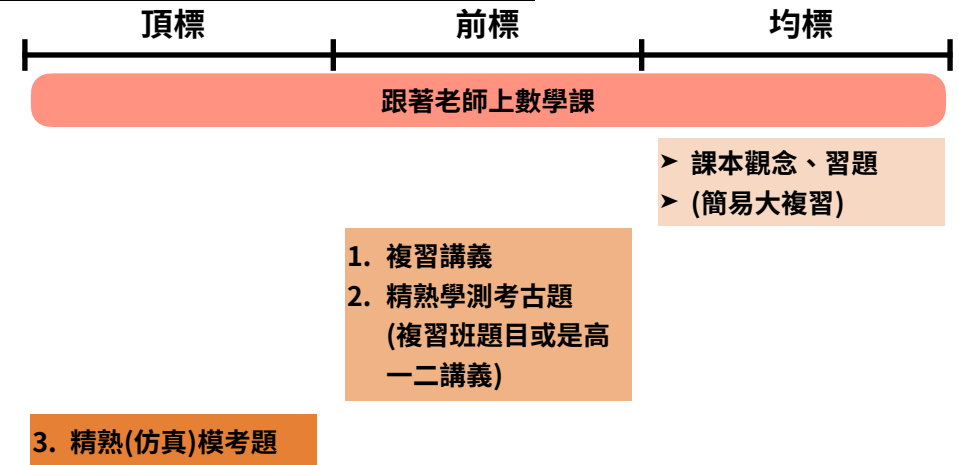 頂標 前標 均標
跟著老師上數學課
➤ 課本觀念、習題
➤ (簡易大複習)
1. 複習講義
2. 精熟學測考古題
(複習班題目或是高
一二講義)
3. 精熟(仿真)模考題